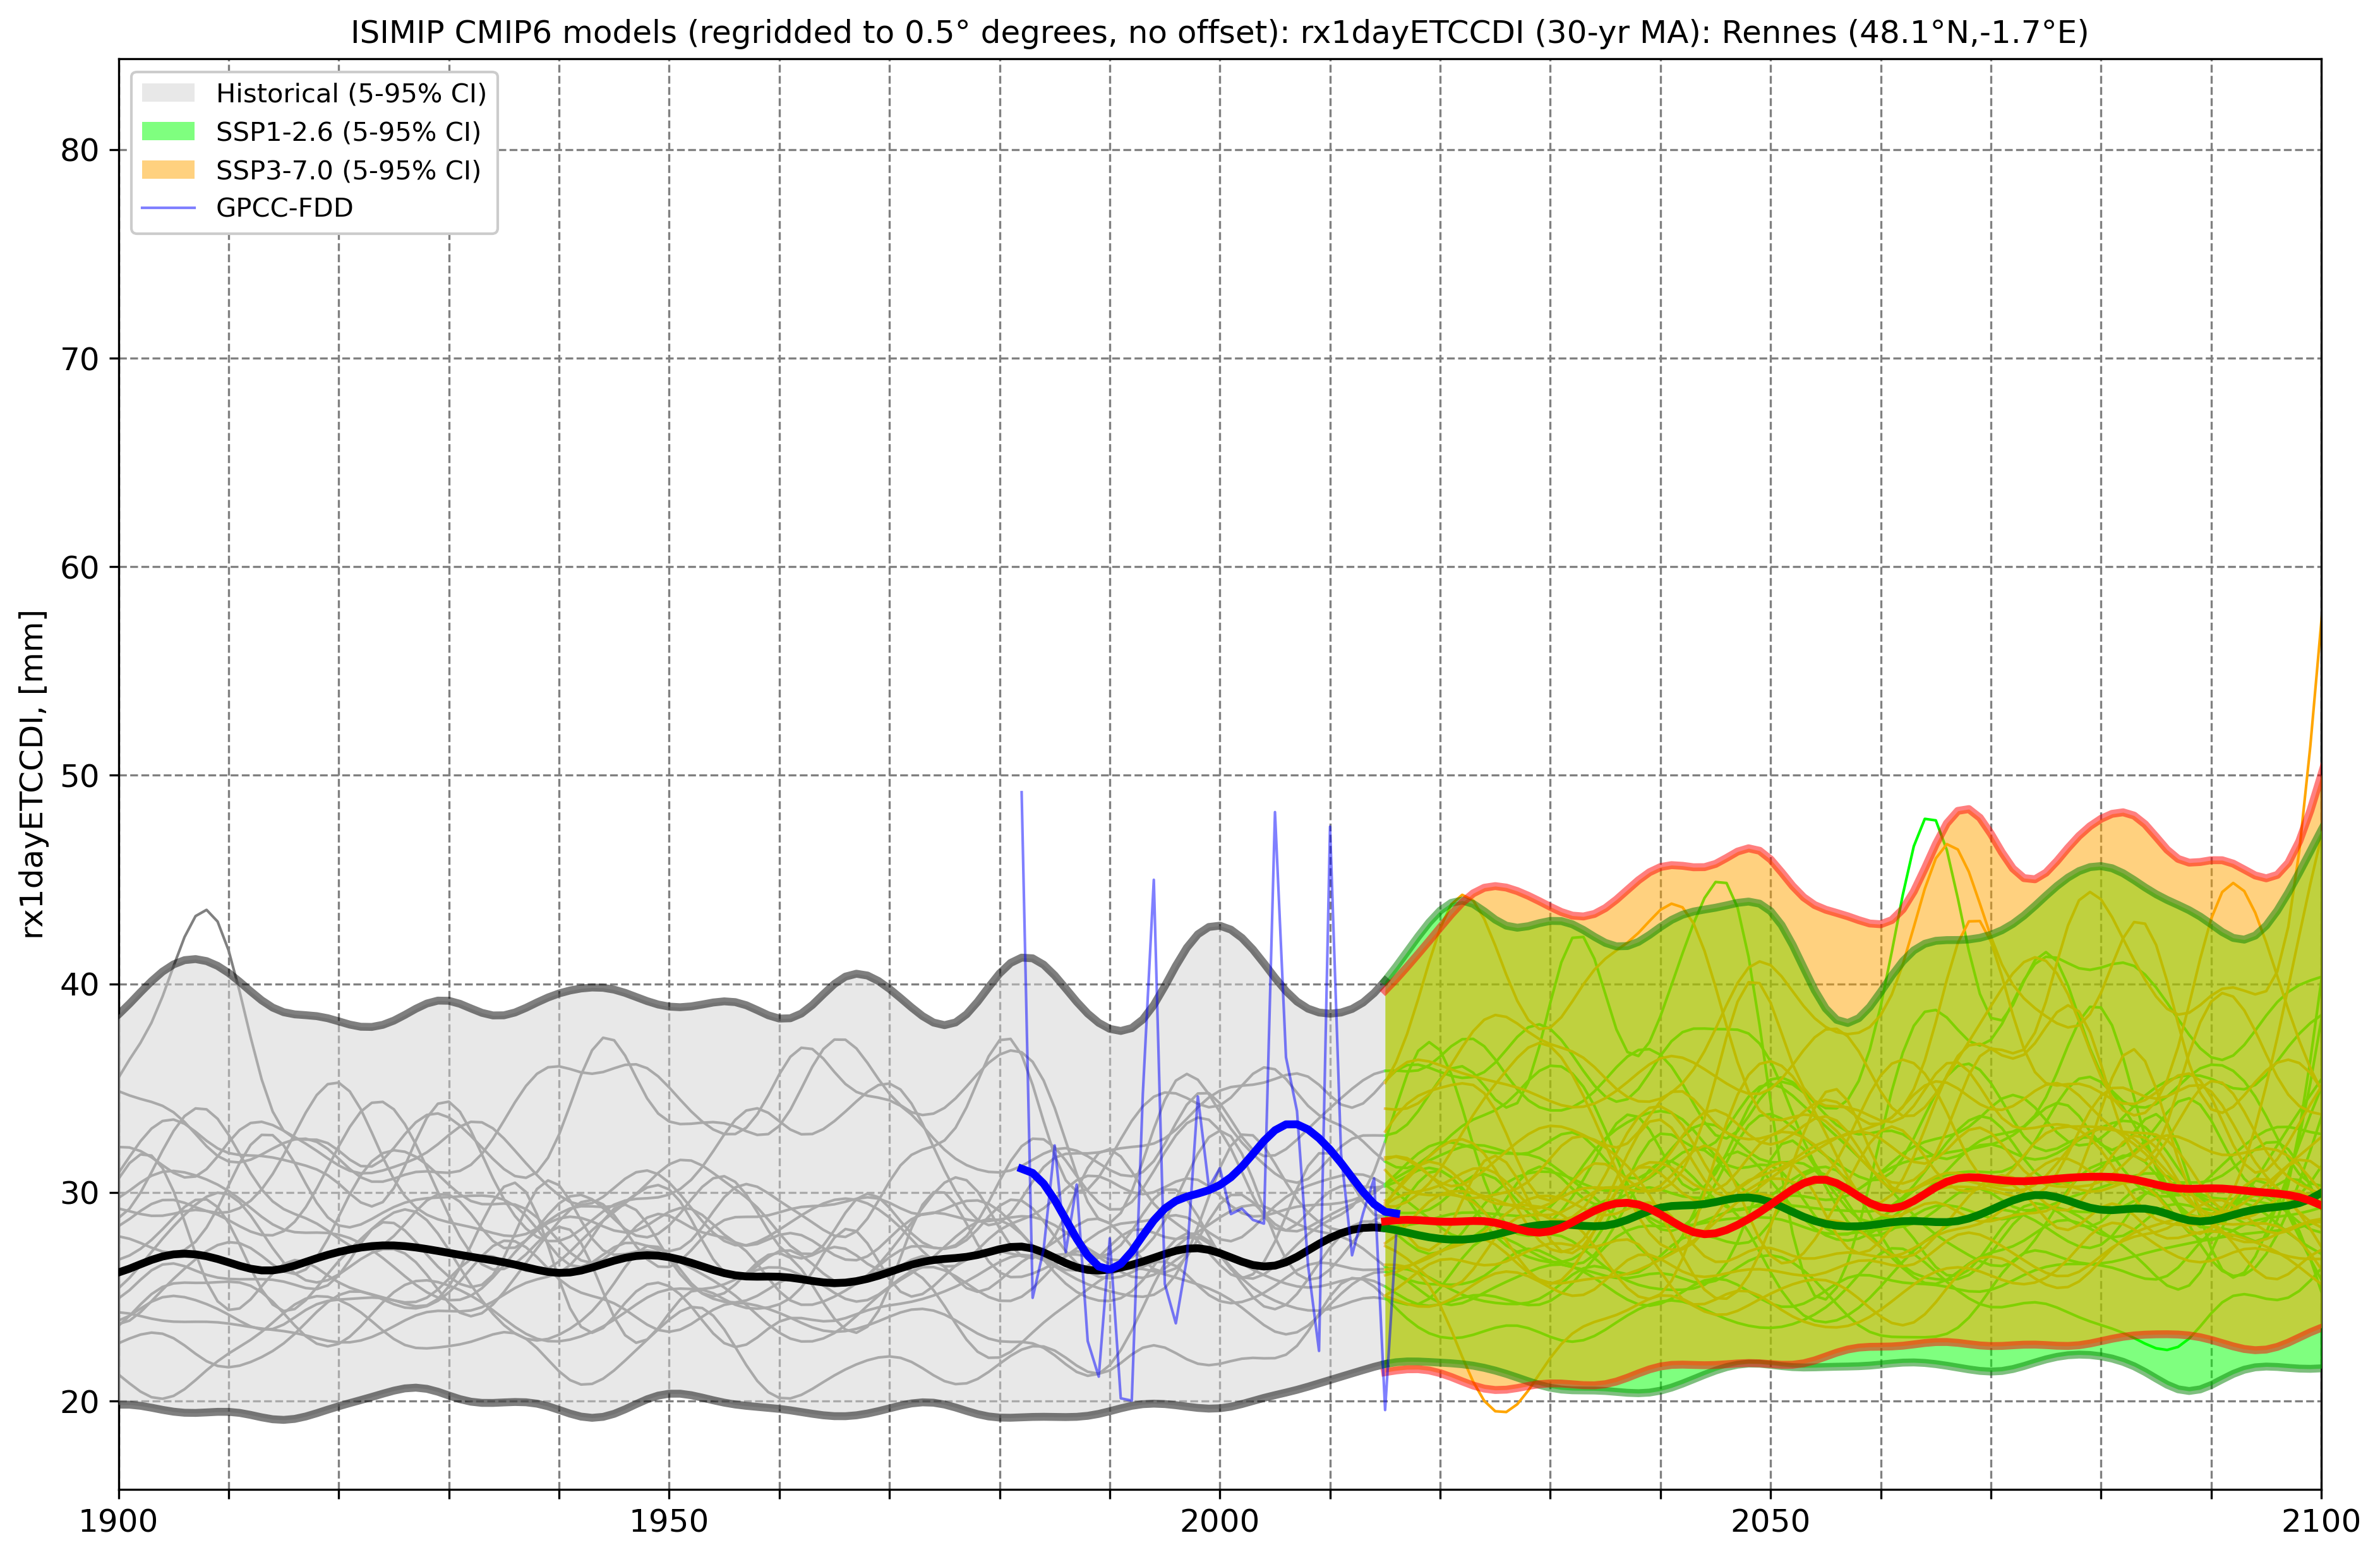 ISIMIP CMIP6 models (regridded to 0.5° degrees, no offset): rx1dayETCCDI (30-yr MA): Rennes (48.1°N,-1.7°E)
Historical (5-95% CI)
SSP1-2.6 (5-95% CI)
SSP3-7.0 (5-95% CI)
GPCC-FDD
80
70
60
50
40
30
20
rx1dayETCCDI, [mm]
1900 1950 2000 2050 2100